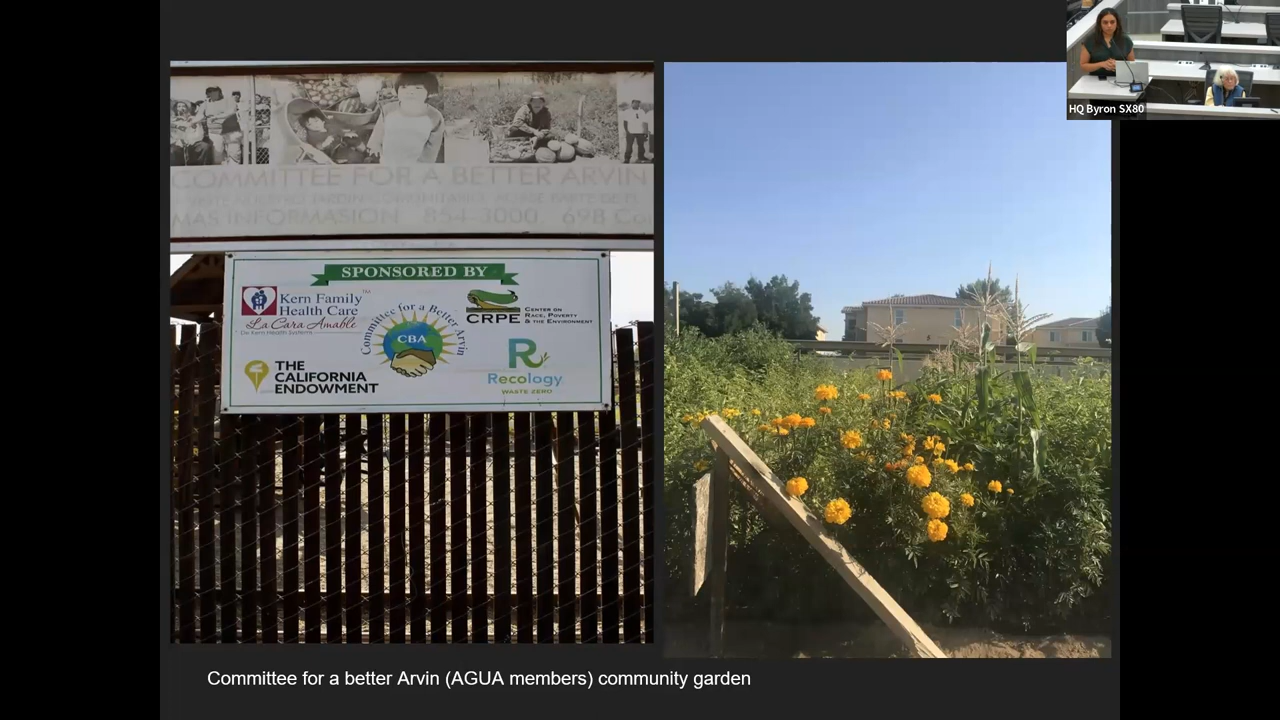 HQ Byron SX80
COMMITTEE FOR A BETTER ARVIN
MAS INFORMATION 854-3000 698
SPONSORED BY
Kern Family
Health Care
La Cara Amable
Committee for a Better Arvin
CBA
CRPE
CENTER ON
RACE, POVERTY
& THE ENVIRONMENT
THE
CALIFORNIA
ENDOWMENT
R
Recology
WASTE ZERO
Committee for a better Arvin (AGUA members) community garden